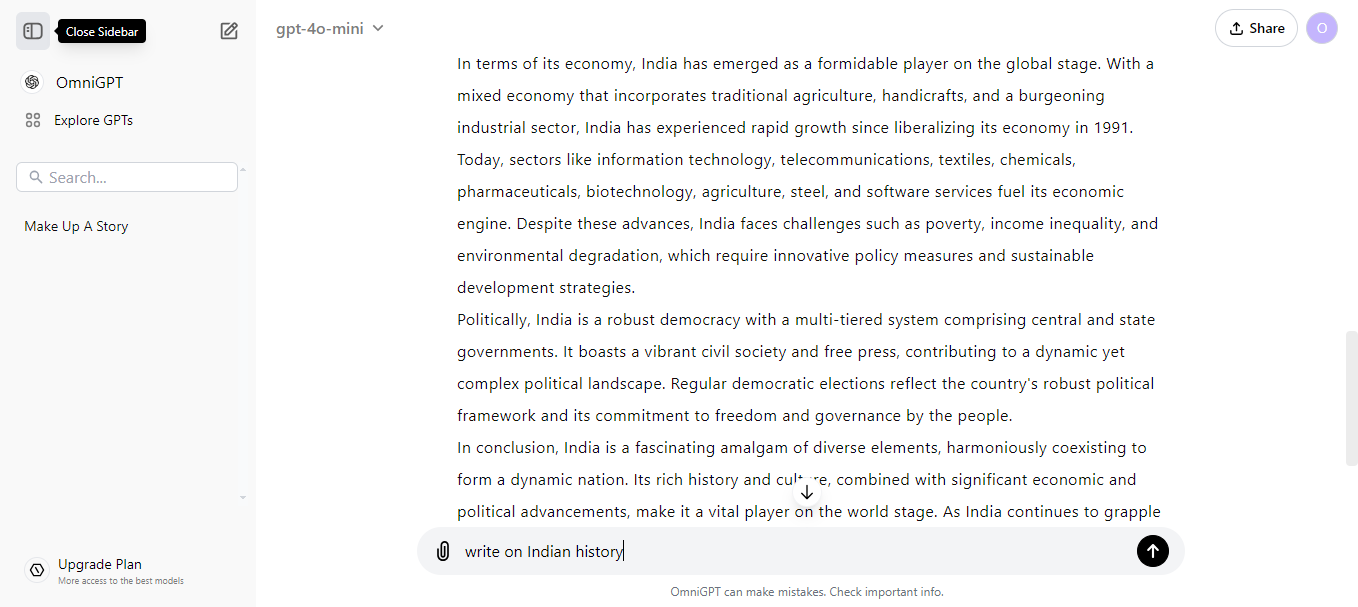 Close Sidebar
OmniGPT
Explore GPTs
Search...
Make Up A Story
Upgrade Plan
More access to the best models
gpt-4o-mini
Share
O
In terms of its economy, India has emerged as a formidable player on the global stage. With a
mixed economy that incorporates traditional agriculture, handicrafts, and a burgeoning
industrial sector, India has experienced rapid growth since liberalizing its economy in 1991.
Today, sectors like information technology, telecommunications, textiles, chemicals,
pharmaceuticals, biotechnology, agriculture, steel, and software services fuel its economic
engine. Despite these advances, India faces challenges such as poverty, income inequality, and
environmental degradation, which require innovative policy measures and sustainable
development strategies.
Politically, India is a robust democracy with a multi-tiered system comprising central and state
governments. It boasts a vibrant civil society and free press, contributing to a dynamic yet
complex political landscape. Regular democratic elections reflect the country's robust political
framework and its commitment to freedom and governance by the people.
In conclusion, India is a fascinating amalgam of diverse elements, harmoniously coexisting to
form a dynamic nation. Its rich history and culture, combined with significant economic and
political advancements, make it a vital player on the world stage. As India continues to grapple
write on Indian history
OmniGPT can make mistakes. Check important info.